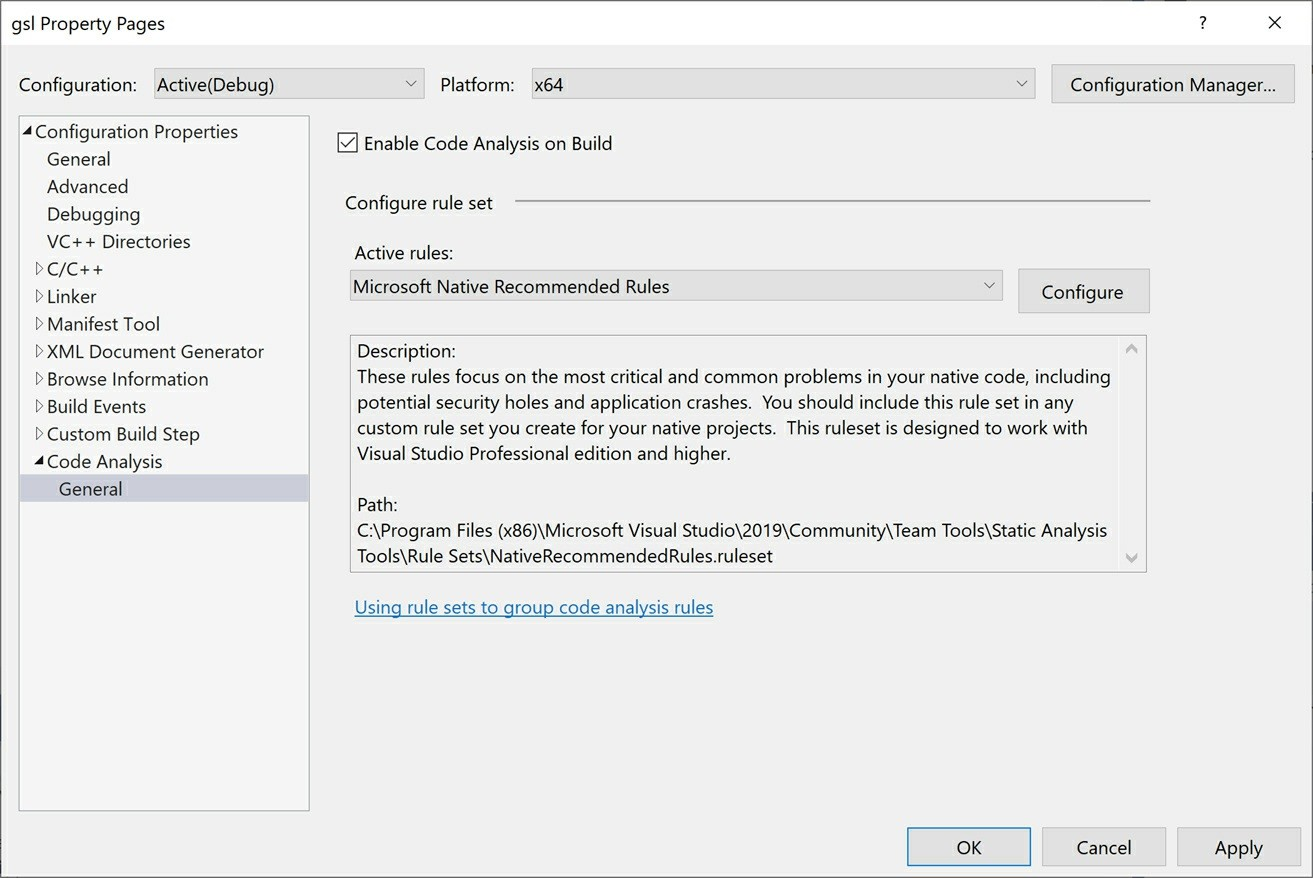 gsl Property Pages
?
Configuration:
Active(Debug)
Platform:
x64
Configuration Manager...
Configuration Properties
General
Advanced
Debugging
VC++ Directories
C/C++
Linker
Manifest Tool
XML Document Generator
Browse Information
Build Events
Custom Build Step
Code Analysis
General
Enable Code Analysis on Build
Configure rule set
Active rules:
Microsoft Native Recommended Rules
Configure
Description:
These rules focus on the most critical and common problems in your native code, including
potential security holes and application crashes.  You should include this rule set in any
custom rule set you create for your native projects.  This ruleset is designed to work with
Visual Studio Professional edition and higher.
Path:
C:\Program Files (x86)\Microsoft Visual Studio\2019\Community\Team Tools\Static Analysis
Tools\Rule Sets\NativeRecommendedRules.ruleset
Using rule sets to group code analysis rules
OK
Cancel
Apply